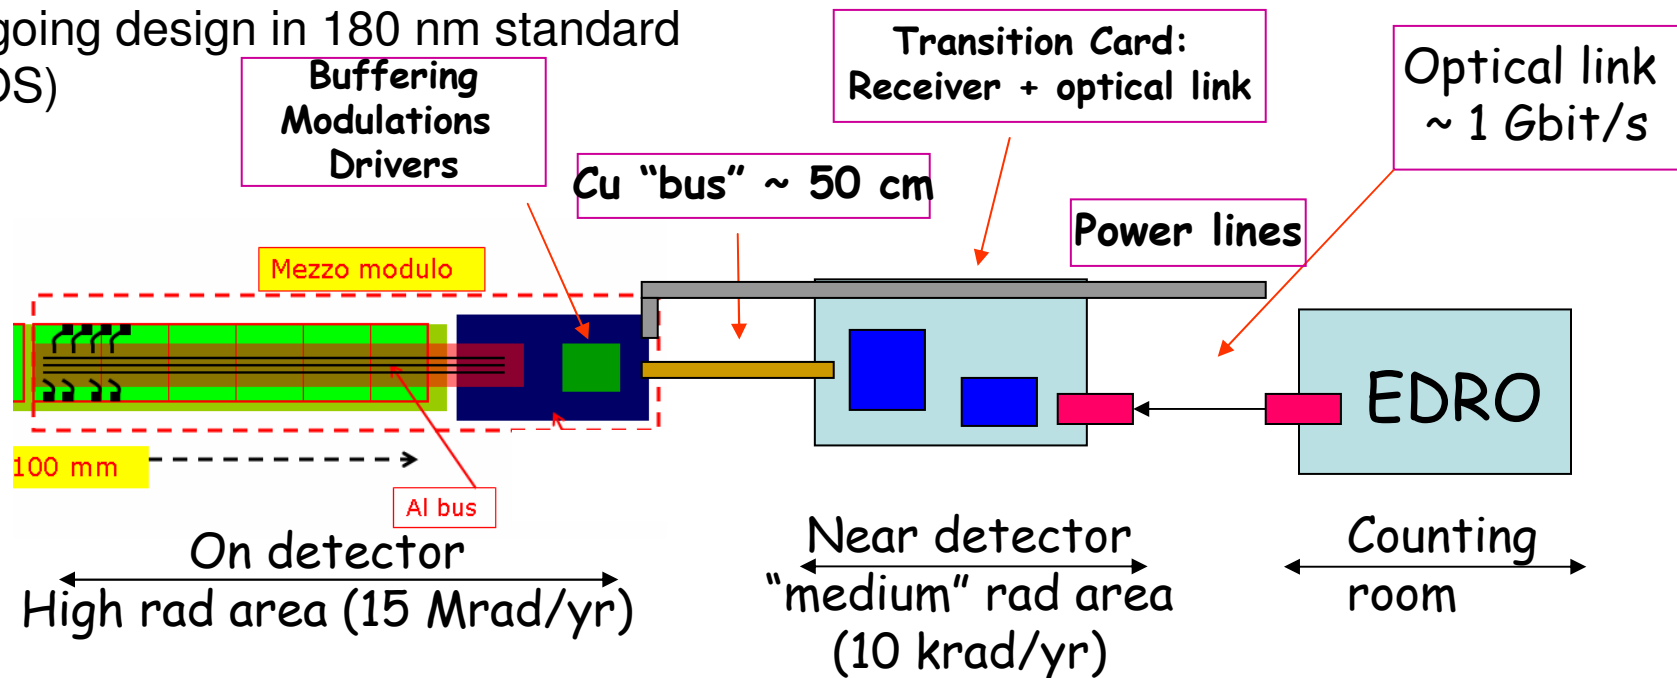 going design in 180 nm standard
OS)
Buffering
Modulations
Drivers
Transition Card:
Receiver + optical link
Optical link
~ 1 Gbit/s
Cu “bus” ~ 50 cm
Power lines
Mezzo modulo
EDRO
100 mm
Al bus
On detector
High rad area (15 Mrad/yr)
Near detector
“medium” rad area
(10 krad/yr)
Counting
room